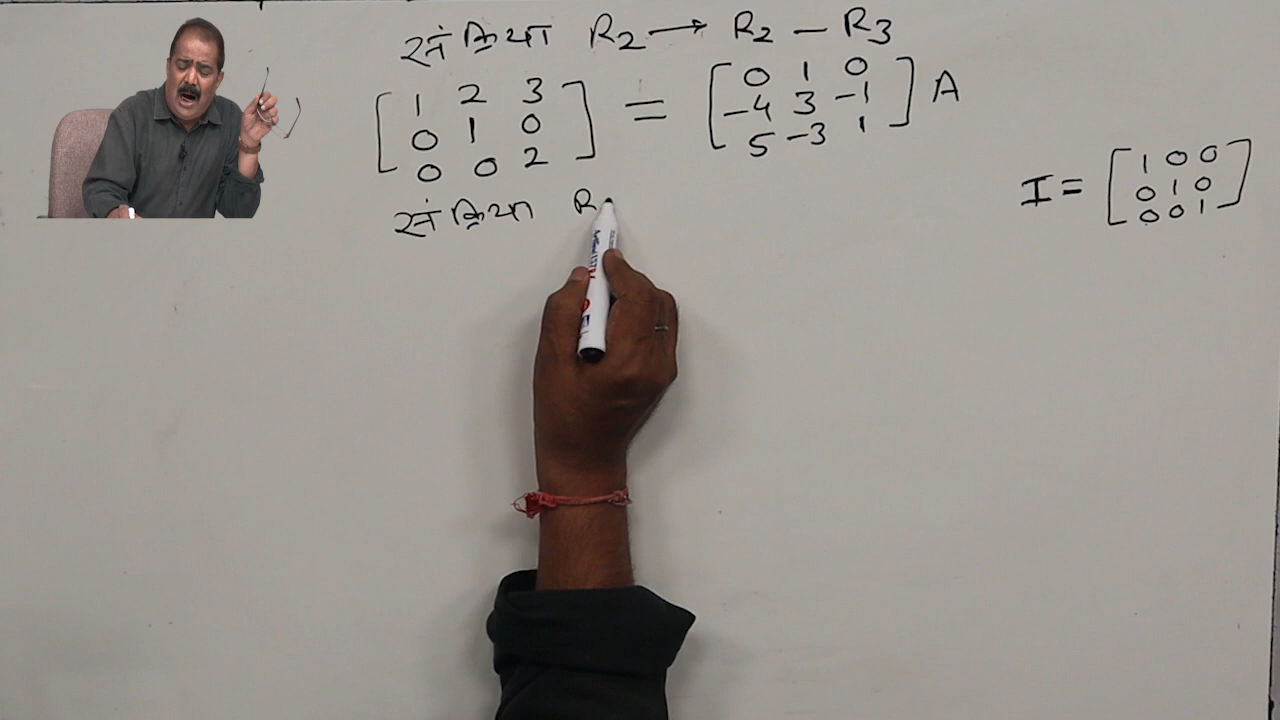 संक्रिया R₂ → R₂ – R₃
[1 2 3
0 1 0
0 0 2] = [0 1 0
-4 3 -1
5 -3 1] A
I = [1 0 0
0 1 0
0 0 1]
संक्रिया R